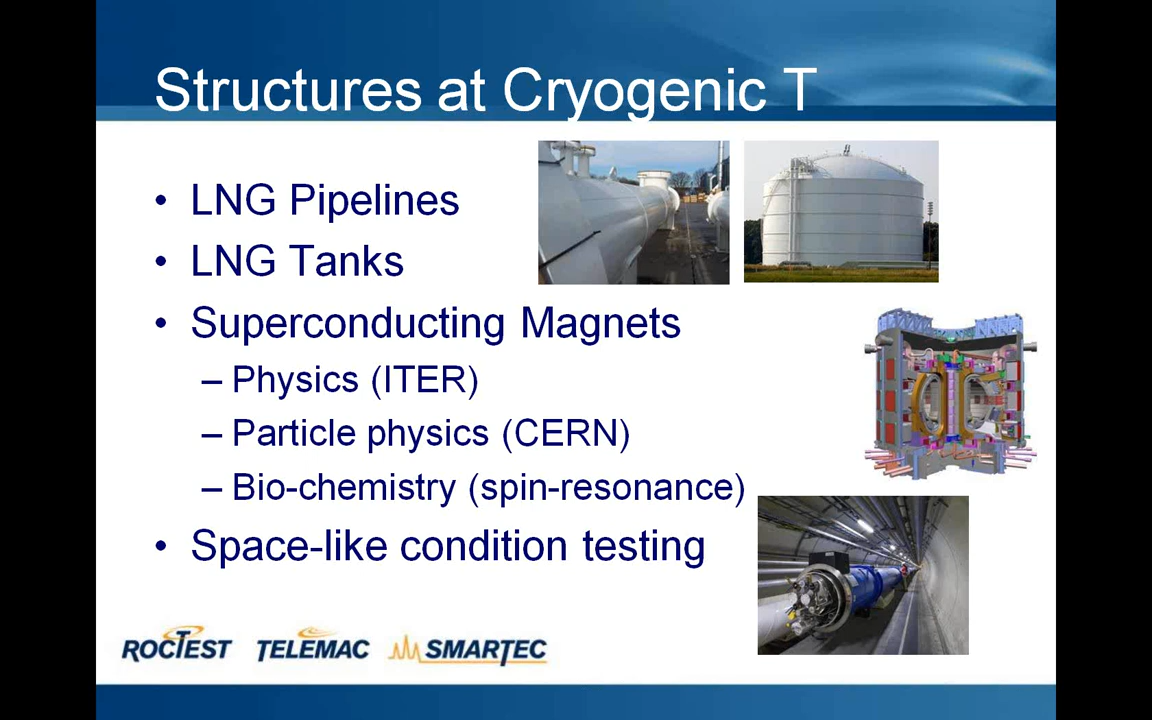 Structures at Cryogenic T
• LNG Pipelines
• LNG Tanks
• Superconducting Magnets
– Physics (ITER)
– Particle physics (CERN)
– Bio-chemistry (spin-resonance)
• Space-like condition testing
ROCTEST TELEMAC SMARTEC